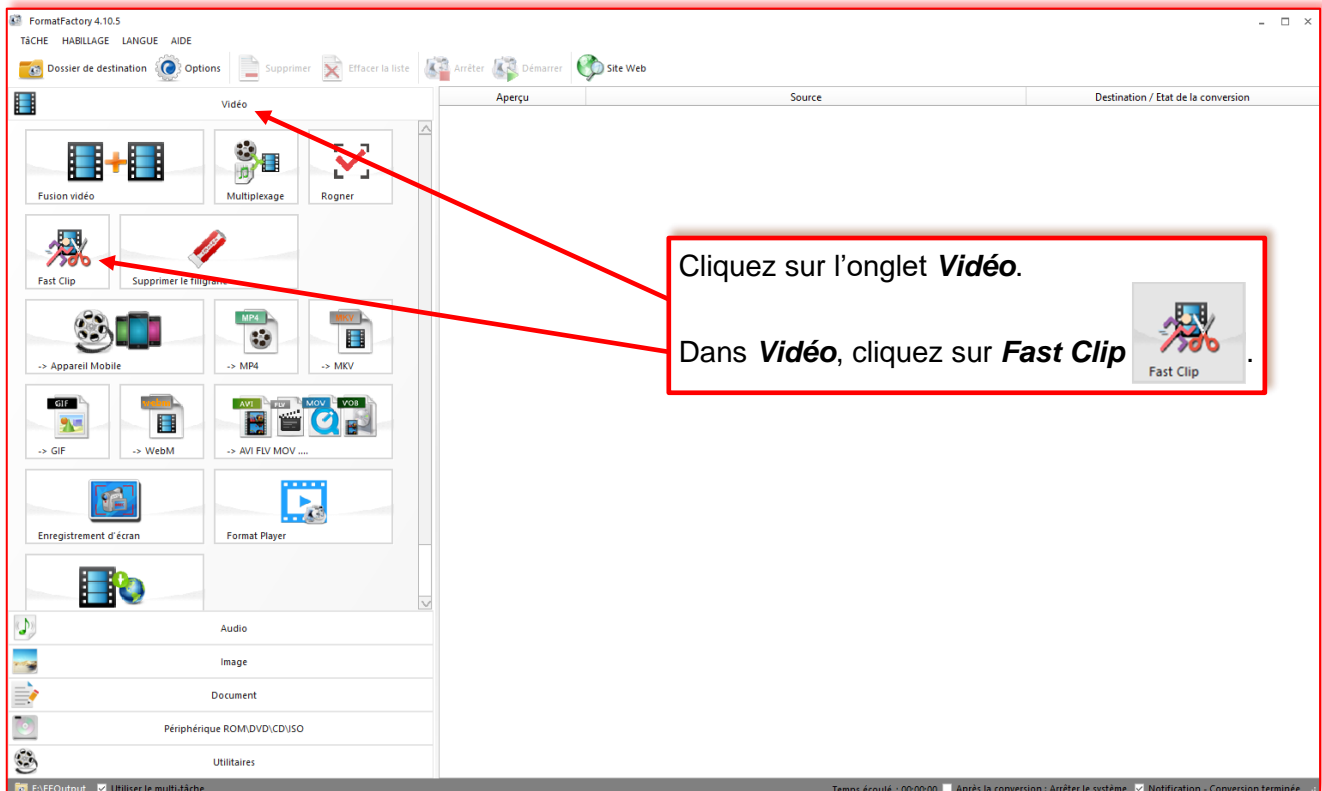 FormatFactory 4.10.5
TâCHE HABILLAGE LANGUE AIDE
Dossier de destination Options Supprimer Effacer la liste Arrêter Démarrer Site Web
Vidéo
Aperçu Source Destination / Etat de la conversion
Fusion vidéo Multiplexage Rogner
Fast Clip Supprimer le filigrane
-> Appareil Mobile -> MP4 -> MKV
MP4 MKV
GIF webm AVI FLV MOV VOB
-> GIF -> WebM -> AVI FLV MOV ....
Enregistrement d'écran Format Player
Cliquez sur l’onglet Vidéo.
Dans Vidéo, cliquez sur Fast Clip .
Fast Clip
Audio
Image
Document
Périphérique ROM\DVD\CD\ISO
Utilitaires
F:\FFOutput Utiliser le multi-tâche Temps écoulé : 00:00:00 Après la conversion : Arrêter le système Notification - Conversion terminée